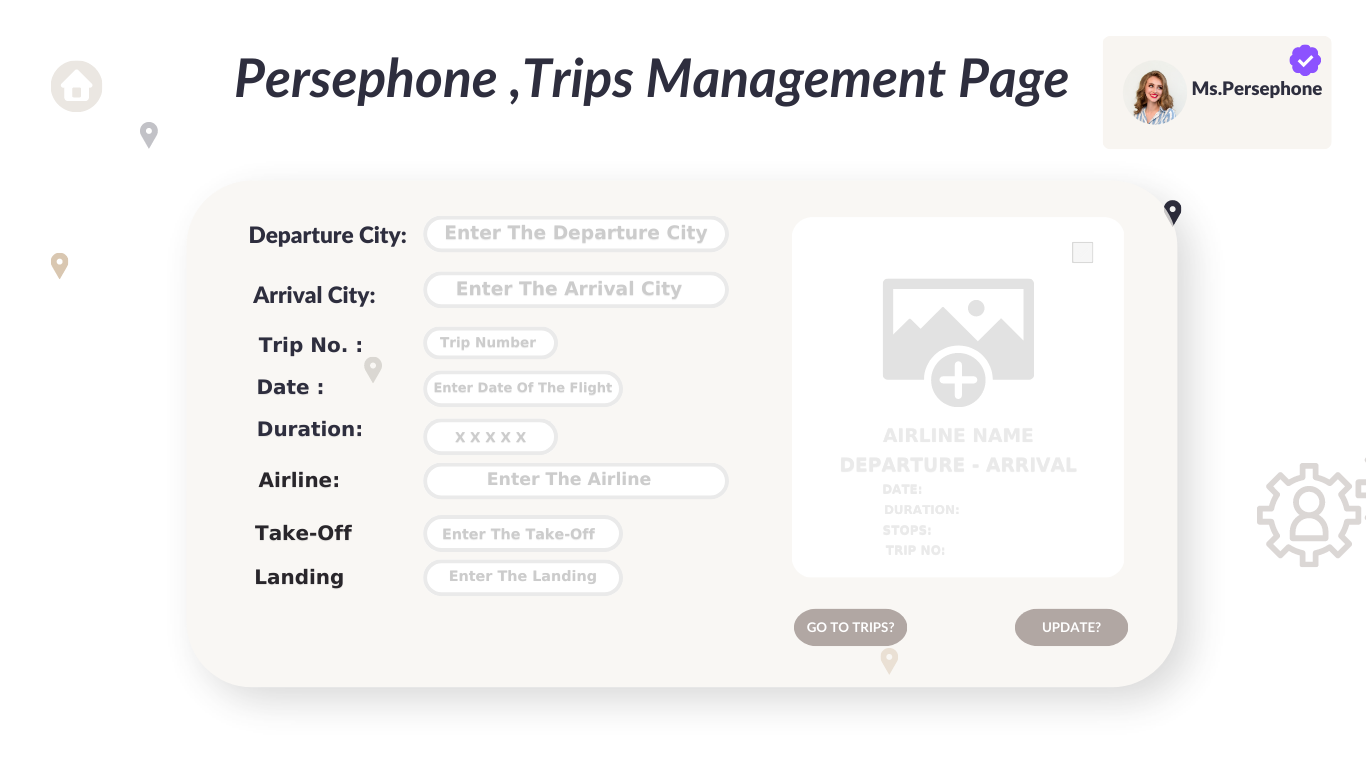 Persephone ,Trips Management Page
Ms.Persephone
Departure City:
Enter The Departure City
Arrival City:
Enter The Arrival City
Trip No. :
Trip Number
Date :
Enter Date Of The Flight
Duration:
X X X X X
Airline:
Enter The Airline
Take-Off
Enter The Take-Off
Landing
Enter The Landing
AIRLINE NAME
DEPARTURE - ARRIVAL
DATE:
DURATION:
STOPS:
TRIP NO:
GO TO TRIPS?
UPDATE?